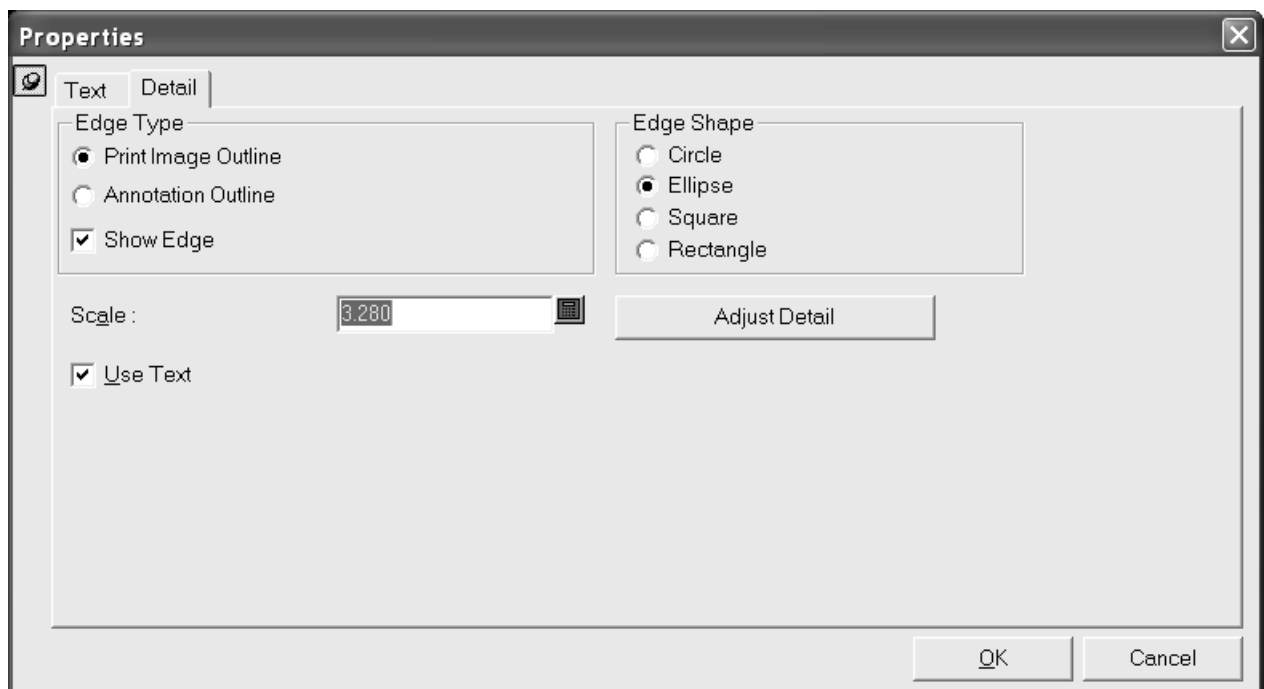 Properties
Text Detail
Edge Type
Print Image Outline
Annotation Outline
Show Edge
Edge Shape
Circle
Ellipse
Square
Rectangle
Scale : 3.280
Adjust Detail
Use Text
OK Cancel